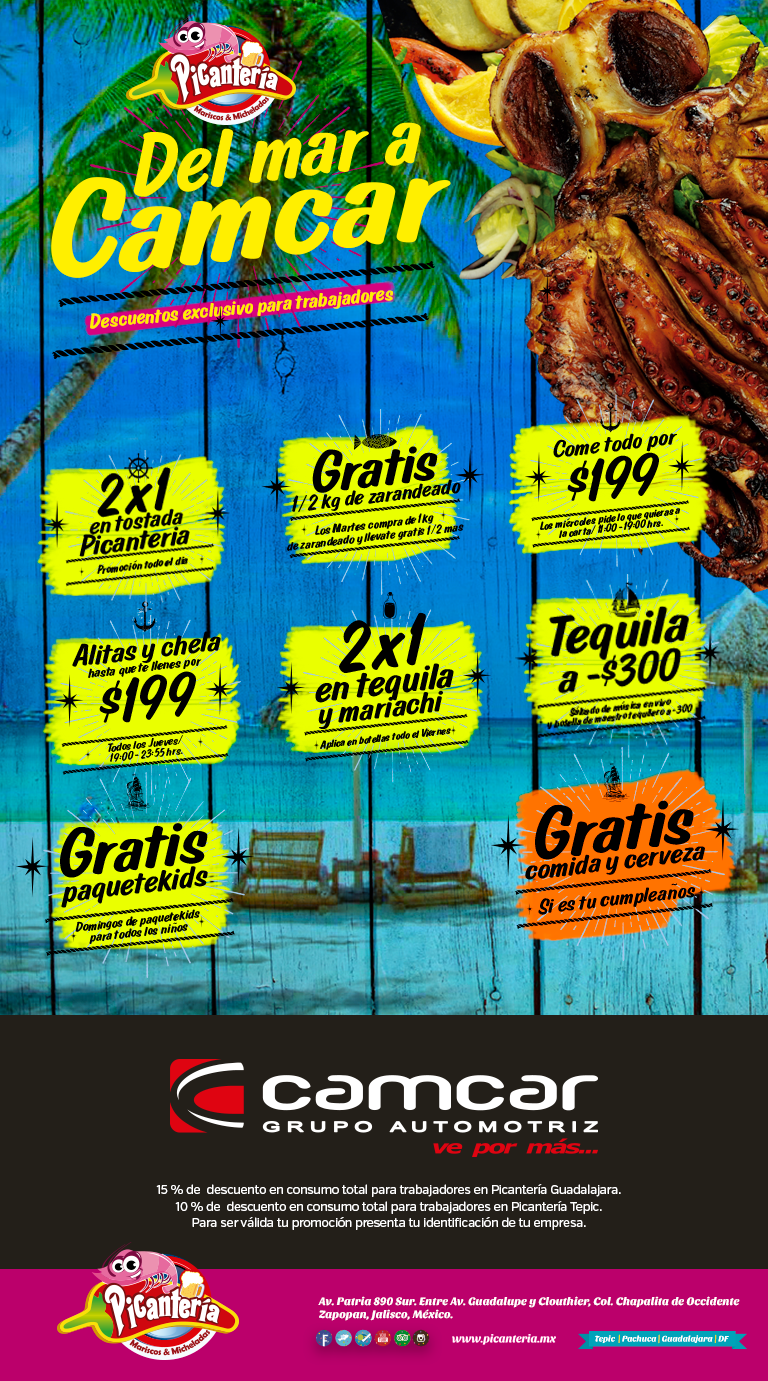 Picantería
Mariscos & Micheladas
Del mar a
Camcar
Descuentos exclusivo para trabajadores
2x1
en tostada
Picanteria
Promoción todo el dia
Gratis
1/2 kg de zarandeado
Los Martes compra de 1kg
de zarandeado y llevate gratis 1/2 mas
Come todo por
$199
Los miércoles pide lo que quieras a
la carta/ 11:00 -19:00 hrs.
Alitas y chela
hasta que te llenes por
$199
Todos los Jueves/
19:00 - 23:55 hrs.
2x1
en tequila
y mariachi
Aplica en botellas todo el Viernes
Tequila
a -$300
Sábado de música en vivo
y botella de maestro tequilero a -300
Gratis
paquetekids
Domingos de paquetekids
para todos los niños
Gratis
comida y cerveza
Si es tu cumpleaños
camcar
GRUPO AUTOMOTRIZ
ve por más...
15 % de descuento en consumo total para trabajadores en Picantería Guadalajara.
10 % de descuento en consumo total para trabajadores en Picantería Tepic.
Para ser válida tu promoción presenta tu identificación de tu empresa.
Picantería
Mariscos & Micheladas
Av. Patria 890 Sur. Entre Av. Guadalupe y Clouthier, Col. Chapalita de Occidente
Zapopan, Jalisco, México.
www.picanteria.mx
Tepic | Pachuca | Guadalajara | DF